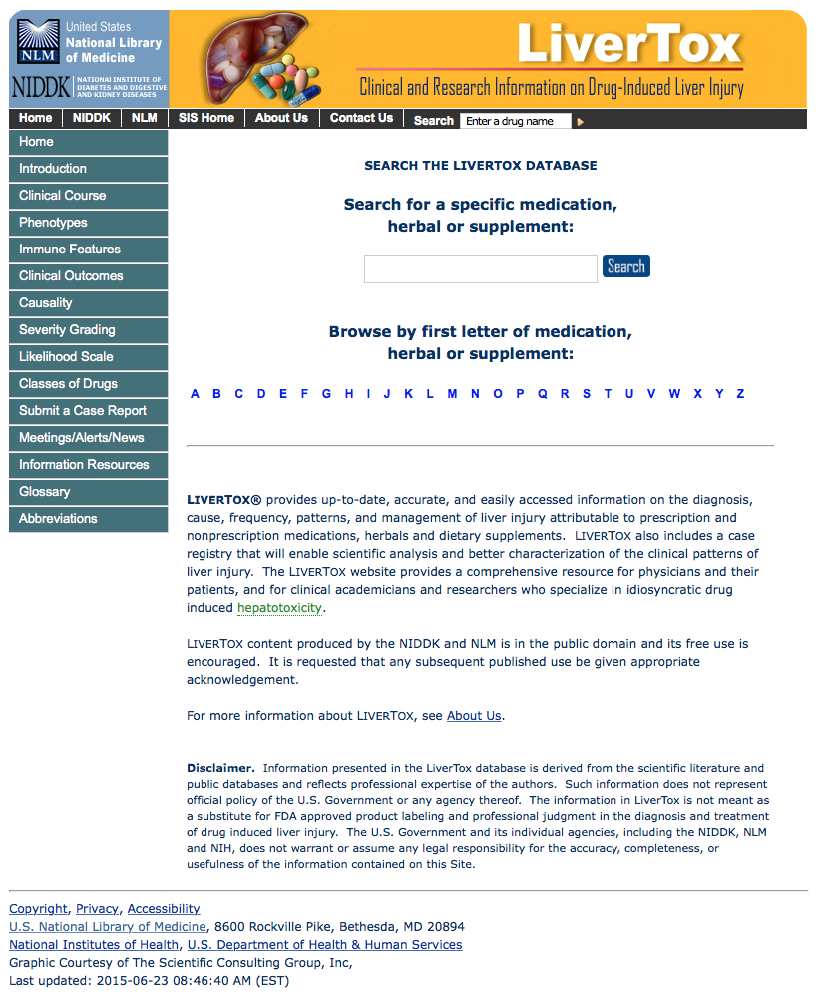 United States
National Library
of Medicine
NLM
NIDDK
NATIONAL INSTITUTE OF
DIABETES AND DIGESTIVE
AND KIDNEY DISEASES
LiverTox
Clinical and Research Information on Drug-Induced Liver Injury
Home NIDDK NLM SIS Home About Us Contact Us Search Enter a drug name
Home
Introduction
Clinical Course
Phenotypes
Immune Features
Clinical Outcomes
Causality
Severity Grading
Likelihood Scale
Classes of Drugs
Submit a Case Report
Meetings/Alerts/News
Information Resources
Glossary
Abbreviations
SEARCH THE LIVERTOX DATABASE
Search for a specific medication,
herbal or supplement:
Search
Browse by first letter of medication,
herbal or supplement:
A B C D E F G H I J K L M N O P Q R S T U V W X Y Z
LIVERTOX® provides up-to-date, accurate, and easily accessed information on the diagnosis,
cause, frequency, patterns, and management of liver injury attributable to prescription and
nonprescription medications, herbals and dietary supplements. LIVERTOX also includes a case
registry that will enable scientific analysis and better characterization of the clinical patterns of
liver injury. The LIVERTOX website provides a comprehensive resource for physicians and their
patients, and for clinical academicians and researchers who specialize in idiosyncratic drug
induced hepatotoxicity.
LIVERTOX content produced by the NIDDK and NLM is in the public domain and its free use is
encouraged. It is requested that any subsequent published use be given appropriate
acknowledgement.
For more information about LIVERTOX, see About Us.
Disclaimer. Information presented in the LiverTox database is derived from the scientific literature and
public databases and reflects professional expertise of the authors. Such information does not represent
official policy of the U.S. Government or any agency thereof. The information in LiverTox is not meant as
a substitute for FDA approved product labeling and professional judgment in the diagnosis and treatment
of drug induced liver injury. The U.S. Government and its individual agencies, including the NIDDK, NLM
and NIH, does not warrant or assume any legal responsibility for the accuracy, completeness, or
usefulness of the information contained on this Site.
Copyright, Privacy, Accessibility
U.S. National Library of Medicine, 8600 Rockville Pike, Bethesda, MD 20894
National Institutes of Health, U.S. Department of Health & Human Services
Graphic Courtesy of The Scientific Consulting Group, Inc,
Last updated: 2015-06-23 08:46:40 AM (EST)